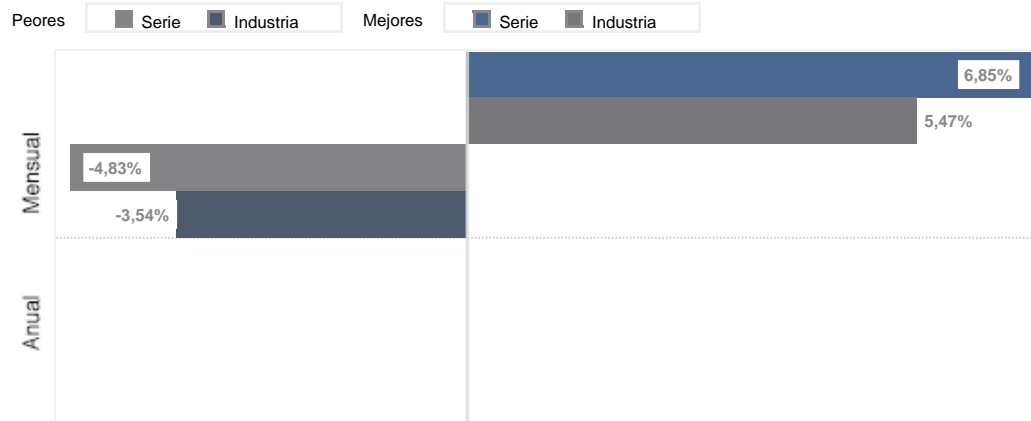 Peores Serie Industria Mejores Serie Industria
6,85%
5,47%
Mensual
-4,83%
-3,54%
Anual